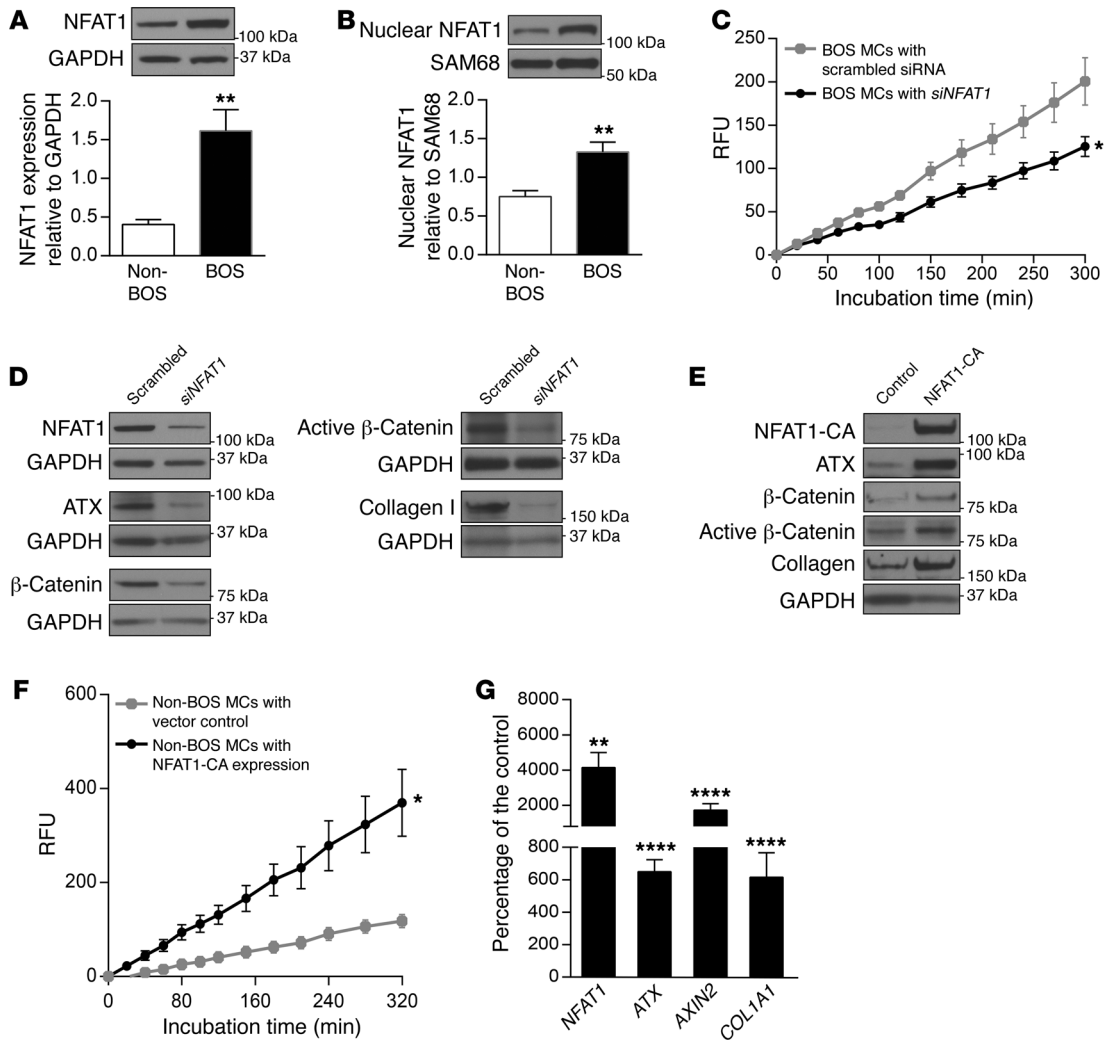 A
NFAT1
GAPDH
100 kDa
37 kDa
NFAT1 expression
relative to GAPDH
2.0
1.5
1.0
0.5
0.0
**
Non-
BOS
BOS
B
Nuclear NFAT1
SAM68
100 kDa
50 kDa
Nuclear NFAT1
relative to SAM68
2.0
1.5
1.0
0.5
0.0
**
Non-
BOS
BOS
C
RFU
250
200
150
100
50
0
BOS MCs with
scrambled siRNA
BOS MCs with siNFAT1
*
0 50 100 150 200 250 300
Incubation time (min)
D
Scrambled
siNFAT1
NFAT1
100 kDa
GAPDH
37 kDa
ATX
100 kDa
GAPDH
37 kDa
β-Catenin
75 kDa
GAPDH
37 kDa
Scrambled
siNFAT1
Active β-Catenin
75 kDa
GAPDH
37 kDa
Collagen I
150 kDa
GAPDH
37 kDa
E
Control
NFAT1-CA
NFAT1-CA
100 kDa
ATX
100 kDa
β-Catenin
75 kDa
Active β-Catenin
75 kDa
Collagen
150 kDa
GAPDH
37 kDa
F
RFU
600
400
200
0
Non-BOS MCs with
vector control
Non-BOS MCs with
NFAT1-CA expression
*
0 80 160 240 320
Incubation time (min)
G
Percentage of the control
8000
6000
4000
2000
800
600
400
200
0
**
****
****
****
NFAT1
ATX
AXIN2
COL1A1